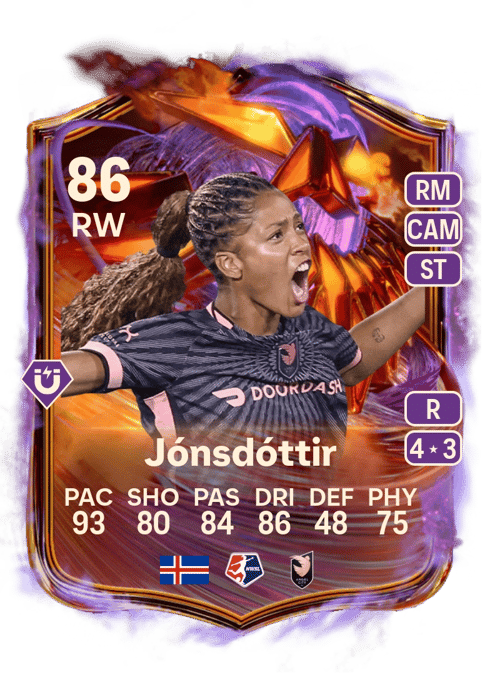 86
RW
RM
CAM
ST
DOORDASH
R
4★3
Jónsdóttir
PAC SHO PAS DRI DEF PHY
93 80 84 86 48 75
NWSL